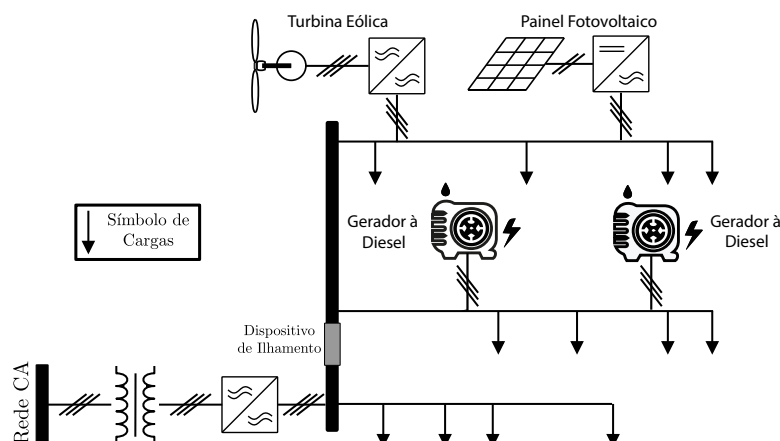 Turbina Eólica
Painel Fotovoltaico
Símbolo de
Cargas
Gerador à
Diesel
Gerador à
Diesel
Dispositivo
de Ilhamento
Rede CA